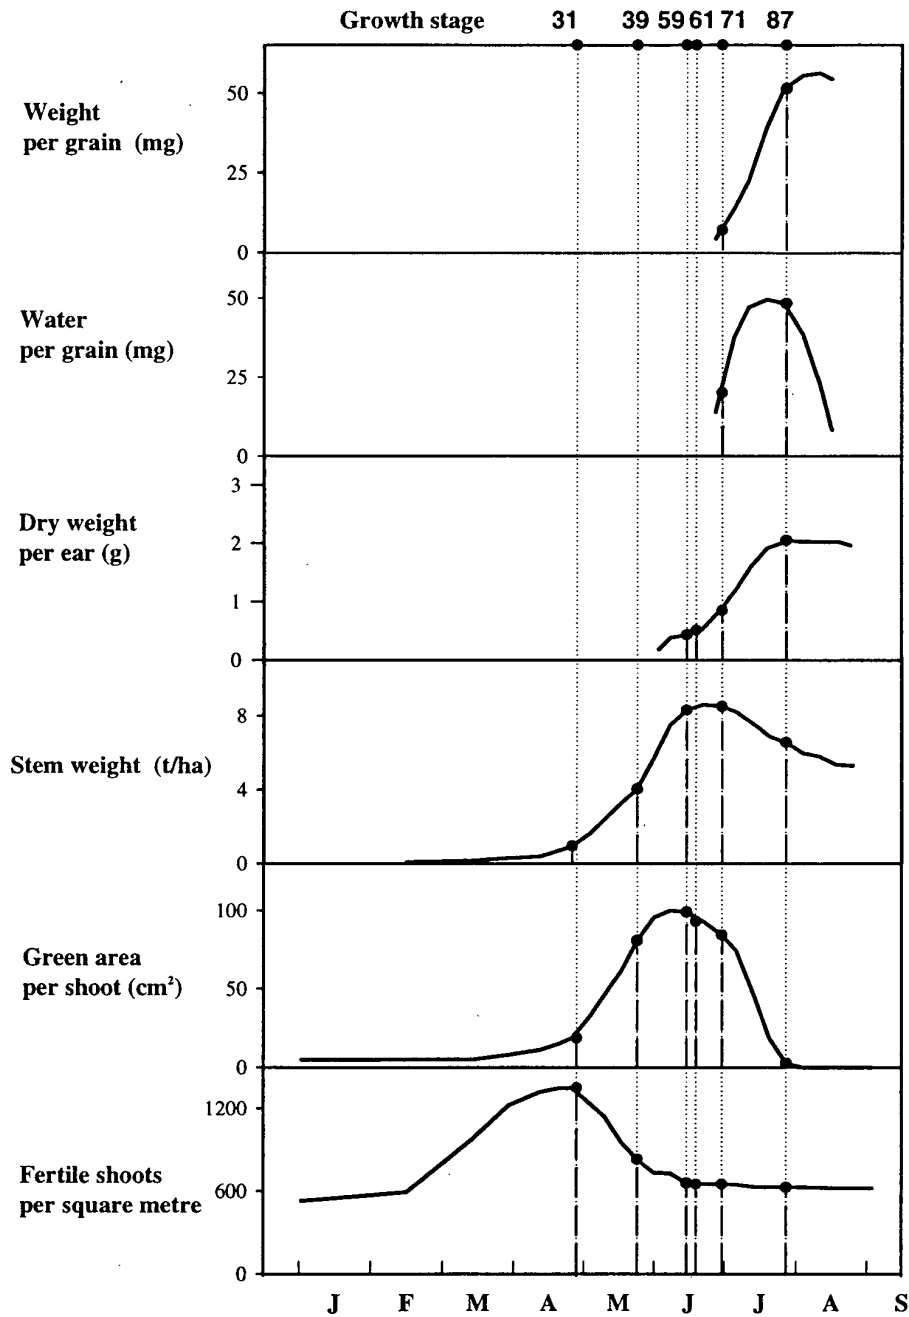 Growth stage 31 39 59 61 71 87
Weight
per grain (mg)
50
25
0
Water
per grain (mg)
50
25
0
Dry weight
per ear (g)
3
2
1
0
Stem weight (t/ha)
8
4
0
Green area
per shoot (cm²)
100
50
0
Fertile shoots
per square metre
1200
600
0
J F M A M J J A S